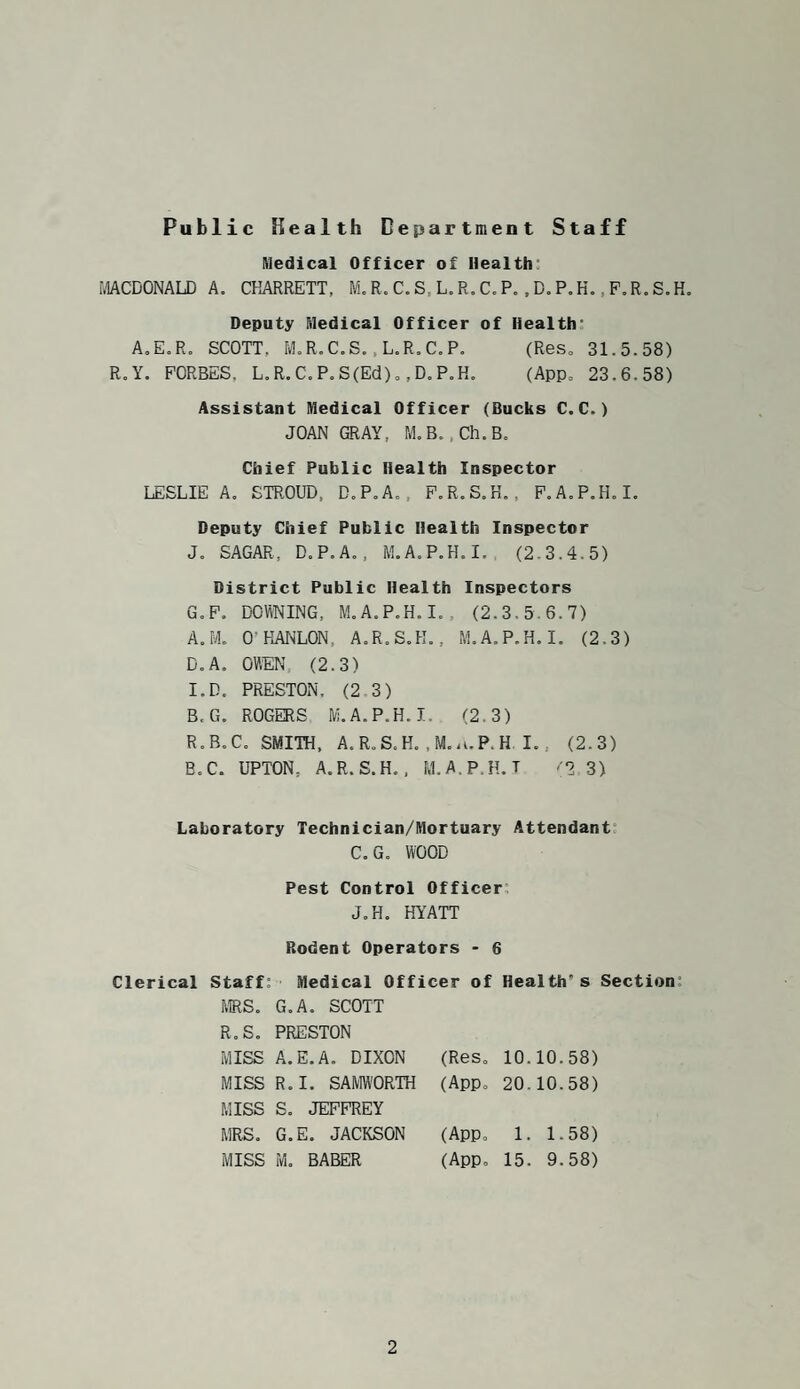 Public Health Department Staff
Medical Officer of Health:
MACDONALD A. CHARRETT, M.R.C.S, L.R.C.P., D.P.H., F.R.S.H.
Deputy Medical Officer of Health:
A.E.R. SCOTT, M.R.C.S., L.R.C.P. (Res. 31.5.58)
R.Y. FORBES, L.R.C.P.S(Ed)., D.P.H. (App. 23.6.58)
Assistant Medical Officer (Bucks C.C.)
JOAN GRAY, M.B., Ch.B.
Chief Public Health Inspector
LESLIE A. STROUD, D.P.A., F.R.S.H., F.A.P.H.I.
Deputy Chief Public Health Inspector
J. SAGAR, D.P.A., M.A.P.H.I., (2.3.4.5)
District Public Health Inspectors
G.F. DOWNING, M.A.P.H.I., (2.3.5.6.7)
A.M. O'HANLON, A.R.S.H., M.A.P.H.I. (2.3)
D.A. OWEN, (2.3)
I.D. PRESTON, (2.3)
B.G. ROGERS M.A.P.H.I. (2.3)
R.B.C. SMITH, A.R.S.H., M.A.P.H.I., (2.3)
B.C. UPTON, A.R.S.H., M.A.P.H.I (2.3)
Laboratory Technician/Mortuary Attendant:
C.G. WOOD
Pest Control Officer:
J.H. HYATT
Rodent Operators - 6
Clerical Staff: Medical Officer of Health's Section:
MRS. G.A. SCOTT
R.S. PRESTON
MISS A.E.A. DIXON (Res. 10.10.58)
MISS R.I. SAMWORTH (App. 20.10.58)
MISS S. JEFFREY
MRS. G.E. JACKSON (App. 1. 1.58)
MISS M. BABER (App. 15. 9.58)
2